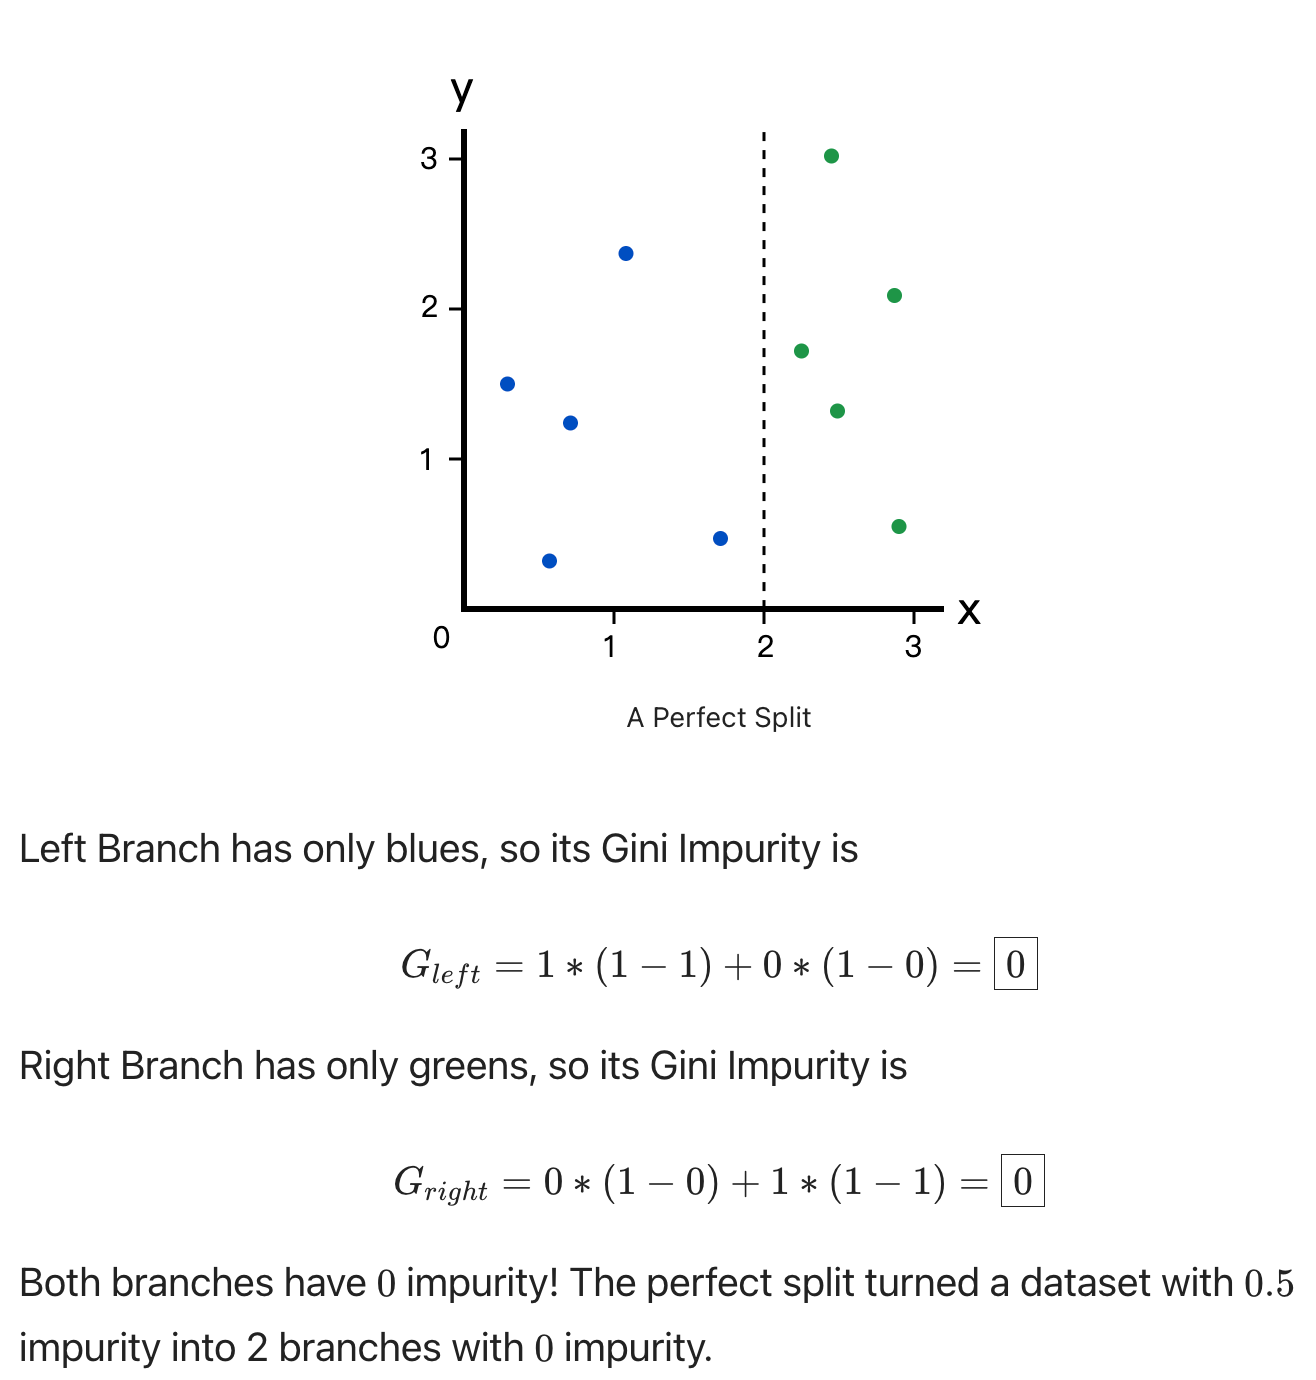 y
3
2
1
0
1
2
3
x
A Perfect Split
Left Branch has only blues, so its Gini Impurity is
G_{left} = 1 * (1 − 1) + 0 * (1 − 0) = 0
Right Branch has only greens, so its Gini Impurity is
G_{right} = 0 * (1 − 0) + 1 * (1 − 1) = 0
Both branches have 0 impurity! The perfect split turned a dataset with 0.5
impurity into 2 branches with 0 impurity.